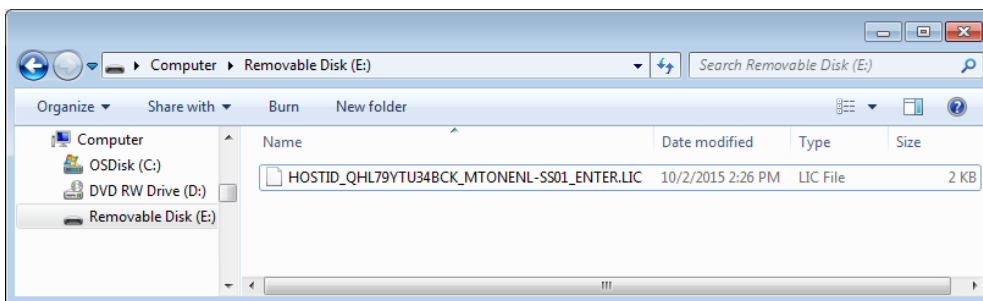 Computer Removable Disk (E:) Search Removable Disk (E:)
Organize Share with Burn New folder
Computer Name Date modified Type Size
OSDisk (C:) HOSTID_QHL79YTU34BCK_MTONENL-SS01_ENTER.LIC 10/2/2015 2:26 PM LIC File 2 KB
DVD RW Drive (D:)
Removable Disk (E:)